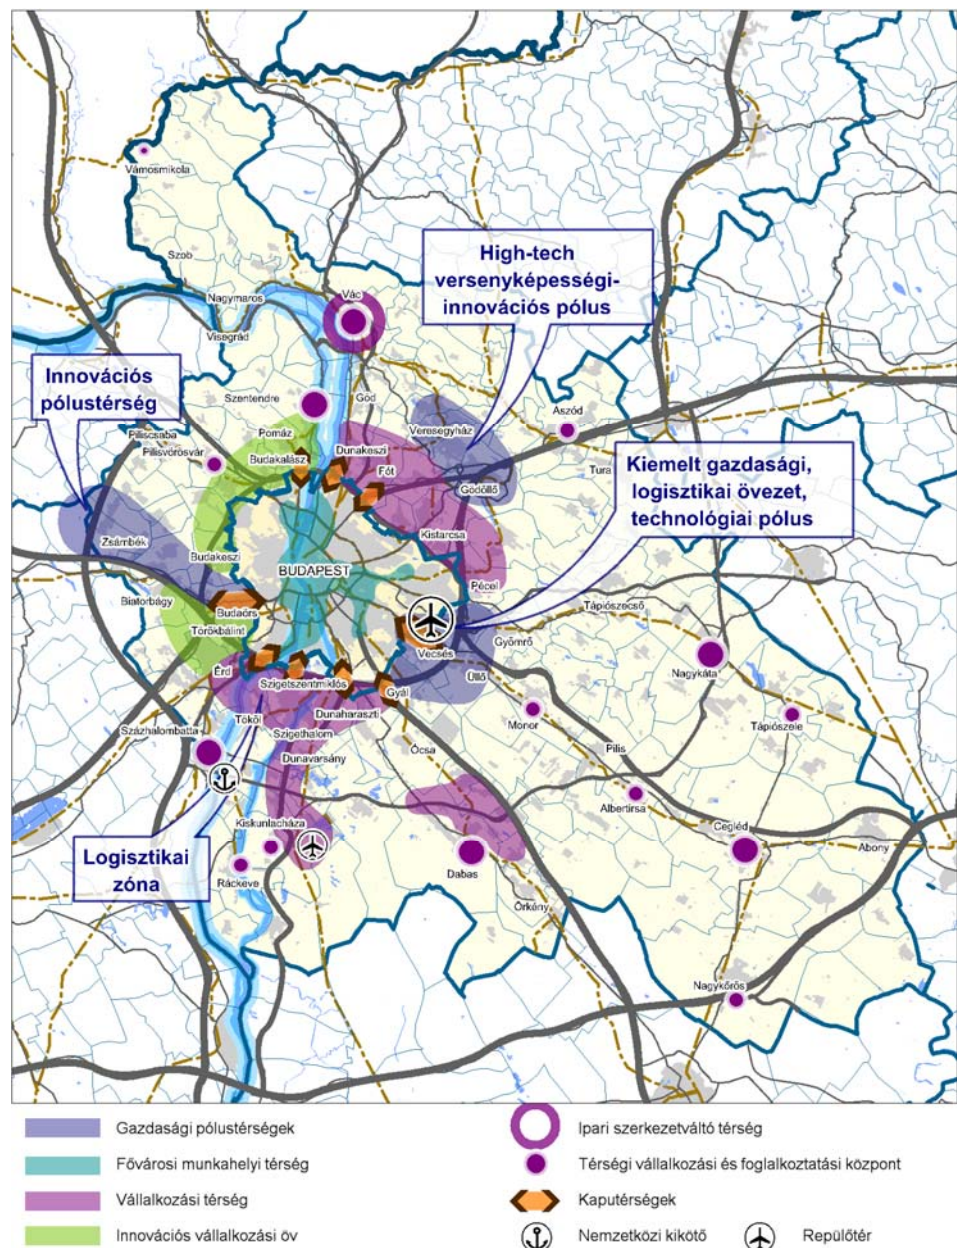 Vámosmikola
Szob
High-tech
versenyképességi-
innovációs pólus
Nagymaros
Vác
Visegrád
Innovációs
pólustérség
Szentendre
Göd
Aszód
Veresegyház
Pomáz
Piliscsaba
Dunakeszi
Pilisvörösvár
Budakalász
Fót
Tura
Kiemelt gazdasági,
logisztikai övezet,
technológiai pólus
Gödöllő
Kistarcsa
Zsámbék
Budakeszi
BUDAPEST
Pécel
Biatorbágy
Tápiószecső
Budaörs
Törökbálint
Győmrő
Vecsés
Érd
Üllő
Nagykáta
Szigetszentmiklós
Gyál
Tököl
Dunaharaszti
Monor
Tápiószele
Százhalombatta
Szigethalom
Ócsa
Pilis
Dunavarsány
Albertirsa
Kiskunlacháza
Cegléd
Abony
Logisztikai
zóna
Ráckeve
Dabas
Örkény
Nagykőrös
Gazdasági pólustérségek
Ipari szerkezetváltó térség
Fővárosi munkahelyi térség
Térségi vállalkozási és foglalkoztatási központ
Vállalkozási térség
Kaputérségek
Innovációs vállalkozási öv
Nemzetközi kikötő
Repülőtér